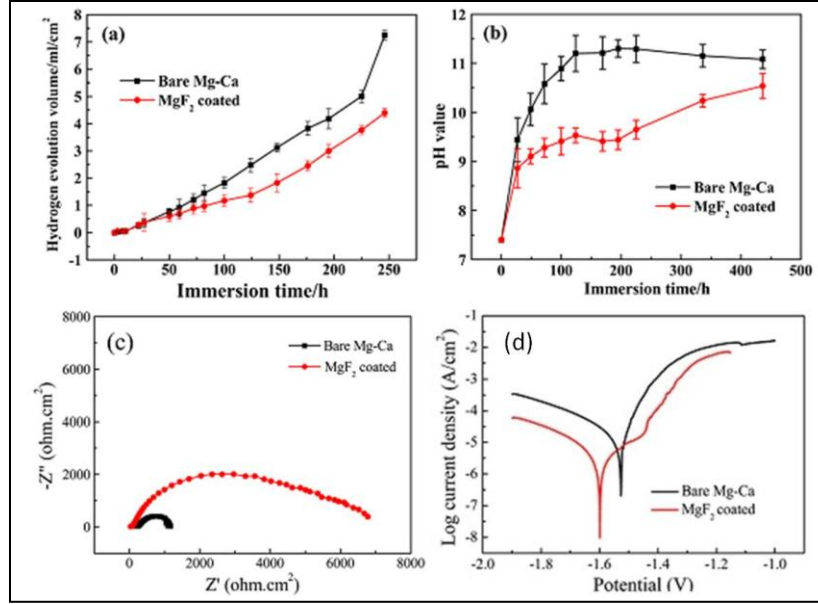 (a)
Bare Mg-Ca
MgF₂ coated
Hydrogen evolution volume/ml/cm²
8
7
6
5
4
3
2
1
0
-1
0 50 100 150 200 250
Immersion time/h
(b)
Bare Mg-Ca
MgF₂ coated
pH value
12
11
10
9
8
7
0 100 200 300 400 500
Immersion time/h
(c)
Bare Mg-Ca
MgF₂ coated
-Z" (ohm.cm²)
8000
6000
4000
2000
0
0 2000 4000 6000 8000
Z' (ohm.cm²)
(d)
Bare Mg-Ca
MgF₂ coated
Log current density (A/cm²)
-1
-2
-3
-4
-5
-6
-7
-8
-2.0 -1.8 -1.6 -1.4 -1.2 -1.0
Potential (V)